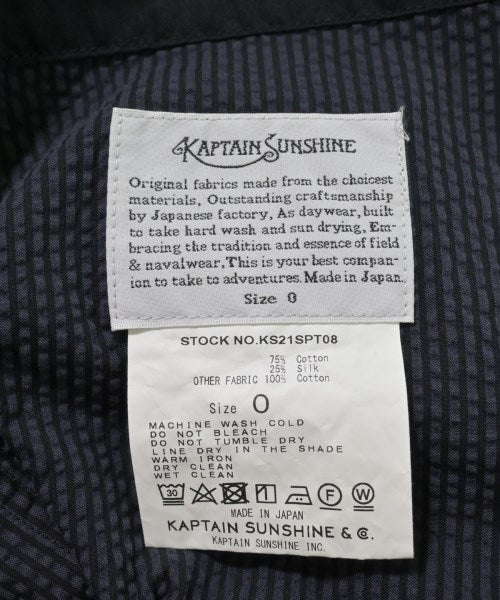 KAPTAIN SUNSHINE
Original fabrics made from the choicest
materials, Outstanding craftsmanship
by Japanese factory, As daywear, built
to take hard wash and sun drying, Em-
bracing the tradition and essence of field
& navalwear, This is your best compan-
ion to take to adventures. Made in Japan.
Size 0
STOCK NO.KS21SPT08
75% Cotton
25% Silk
OTHER FABRIC 100% Cotton
Size 0
MACHINE WASH COLD
DO NOT BLEACH
DO NOT TUMBLE DRY
LINE DRY IN THE SHADE
WARM IRON
DRY CLEAN
WET CLEAN
30 F W
MADE IN JAPAN
KAPTAIN SUNSHINE & Co.
KAPTAIN SUNSHINE INC.